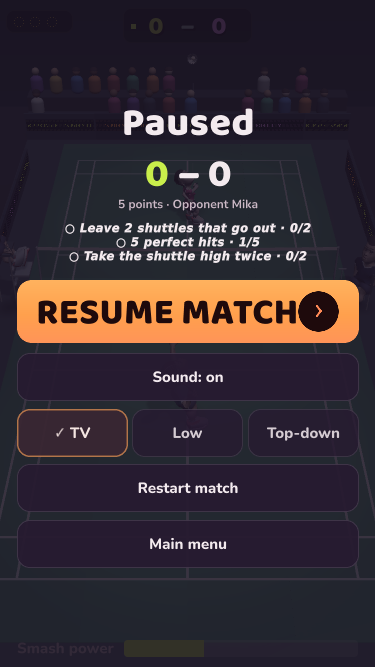 0 – 0
Paused
0 – 0
5 points · Opponent Mika
○ Leave 2 shuttles that go out · 0/2
○ 5 perfect hits · 1/5
○ Take the shuttle high twice · 0/2
RESUME MATCH ›
Sound: on
✓ TV Low Top-down
Restart match
Main menu
Smash power